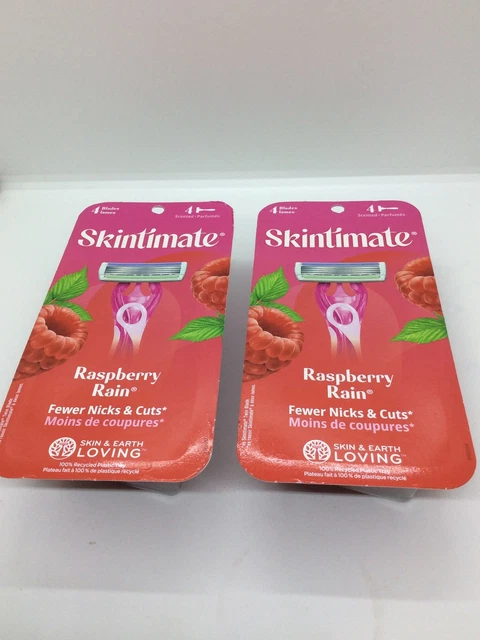 4 Blades
lames
4
Scented • Parfumés
Skintimate®
Raspberry
Rain®
Fewer Nicks & Cuts*
Moins de coupures*
SKIN & EARTH
LOVING™
100% Recycled Plastic Tray
Plateau fait à 100 % de plastique recyclé
4 Blades
lames
4
Scented • Parfumés
Skintimate®
Raspberry
Rain®
Fewer Nicks & Cuts*
Moins de coupures*
SKIN & EARTH
LOVING™
100% Recycled Plastic Tray
Plateau fait à 100 % de plastique recyclé